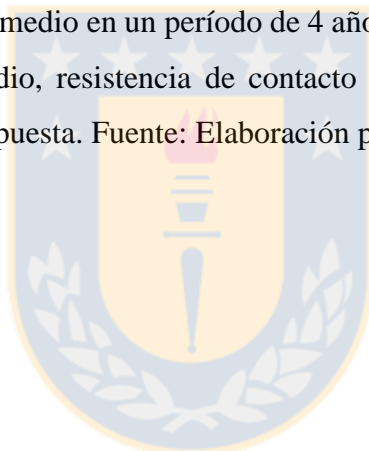 medio en un período de 4 año
dio, resistencia de contacto
puesta. Fuente: Elaboración p